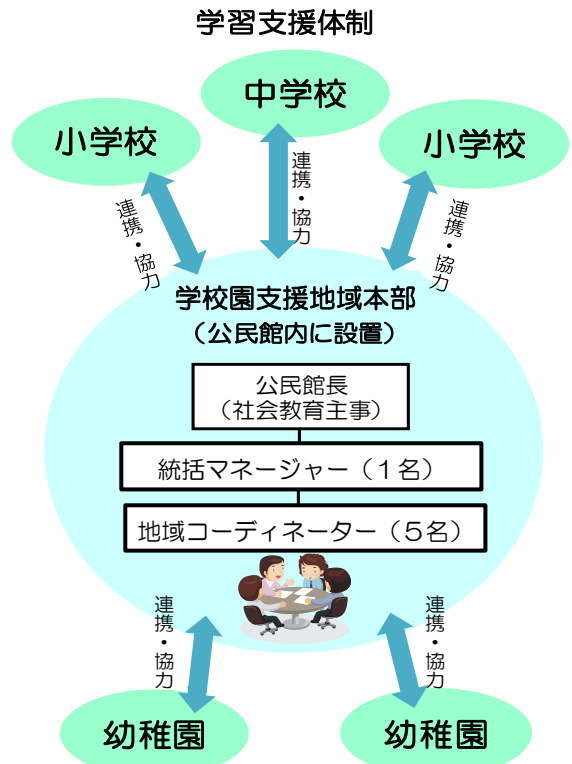 学習支援体制
中学校
小学校
小学校
連携・協力
連携・協力
連携・協力
学校園支援地域本部
（公民館内に設置）
公民館長
（社会教育主事）
統括マネージャー（１名）
地域コーディネーター（５名）
連携・協力
連携・協力
幼稚園
幼稚園